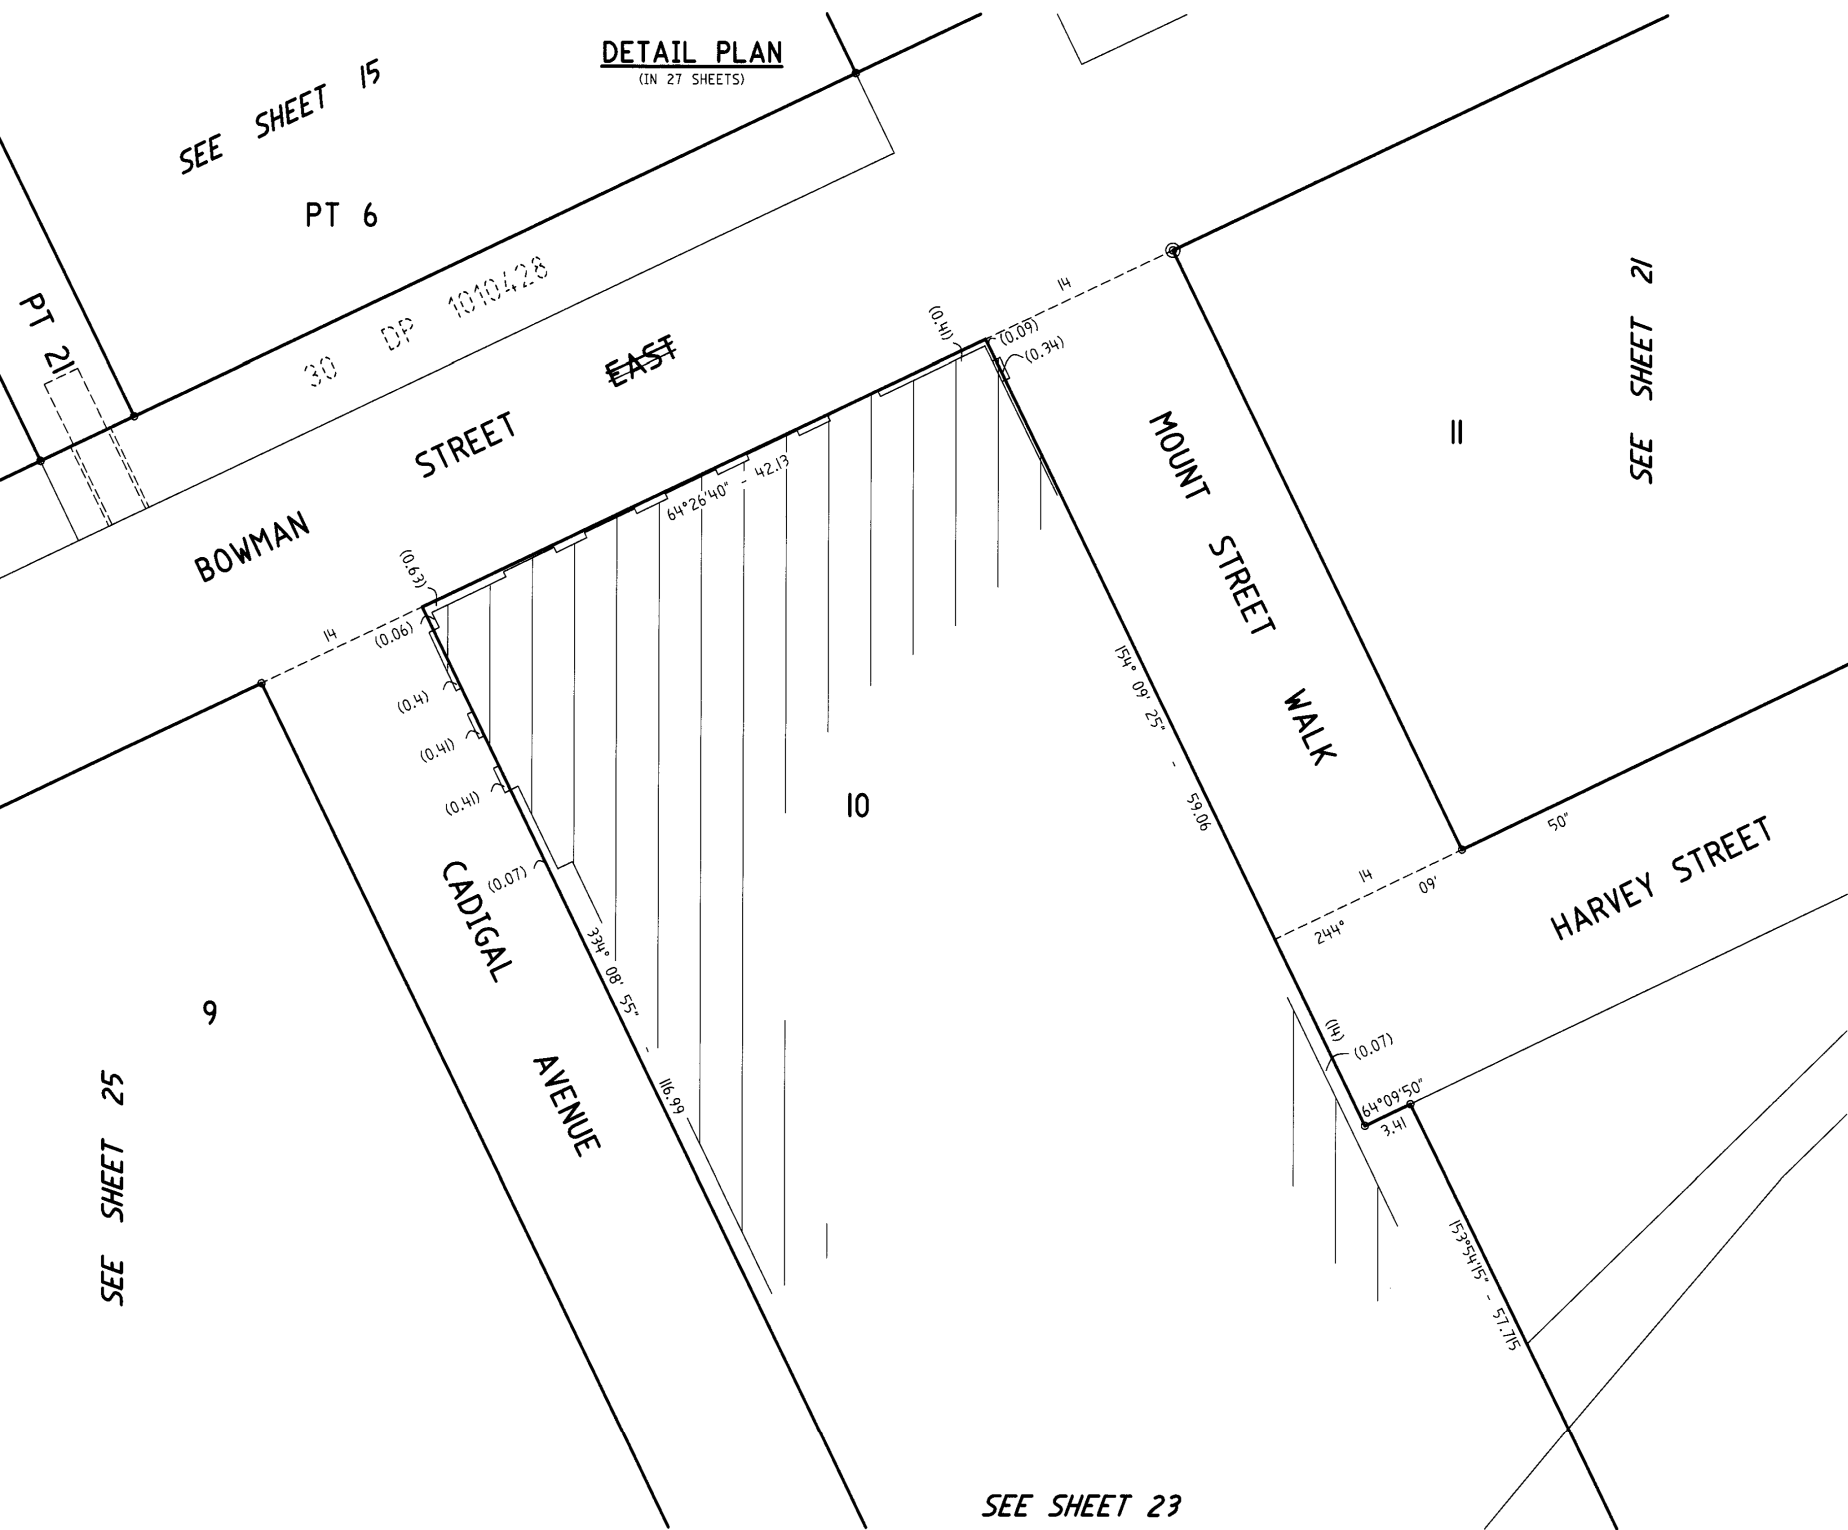 DETAIL PLAN
(IN 27 SHEETS)
SEE SHEET 15
PT 6
PT 21
30 DP 1010428
EAST
BOWMAN STREET
14
(0.41)
(0.09)
(0.34)
64°26'40" - 42.13
(0.63)
14
(0.06)
(0.4)
(0.41)
(0.41)
(0.07)
MOUNT STREET WALK
11
SEE SHEET 21
154° 09' 25" - 59.06
10
CADIGAL AVENUE
334° 08' 55" - 116.99
14
244° 09' 50"
HARVEY STREET
9
SEE SHEET 25
(14)
(0.07)
64°09'50"
3.41
153°54'15" - 57.715
SEE SHEET 23